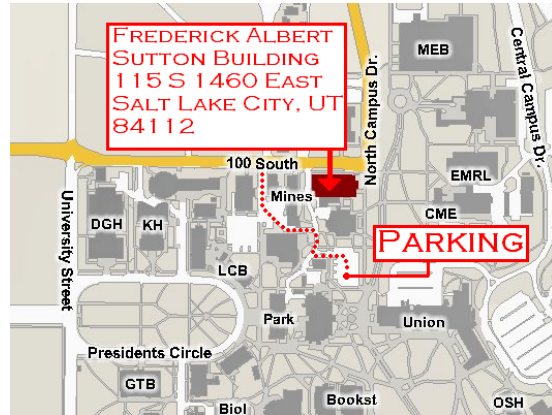 Frederick Albert
Sutton Building
115 S 1460 East
Salt Lake City, UT
84112
MEB
Central Campus Dr.
North Campus Dr.
100 South
Mines
EMRL
University Street
DGH
KH
CME
Parking
LCB
Park
Union
Presidents Circle
GTB
Biol
Bookst
OSH